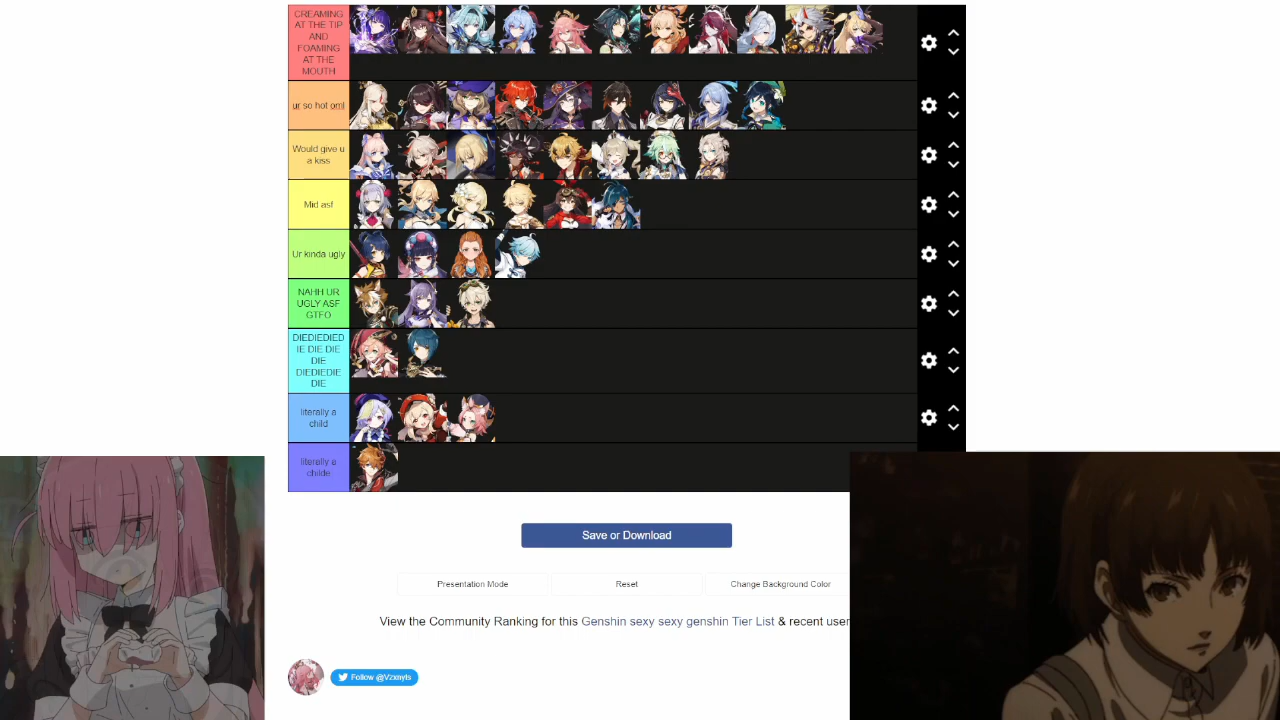 CREAMING
AT THE TIP
AND
FOAMING
AT THE
MOUTH
ur so hot oml
Would give u
a kiss
Mid asf
Ur kinda ugly
NAHH UR
UGLY ASF
GTFO
DIEDIEDIED
IE DIE DIE
DIE
DIEDIEDIE
DIE
literally a
child
literally a
childe
Save or Download
Presentation Mode
Reset
Change Background Color
View the Community Ranking for this Genshin sexy sexy genshin Tier List & recent user
Follow @Vzxnyls